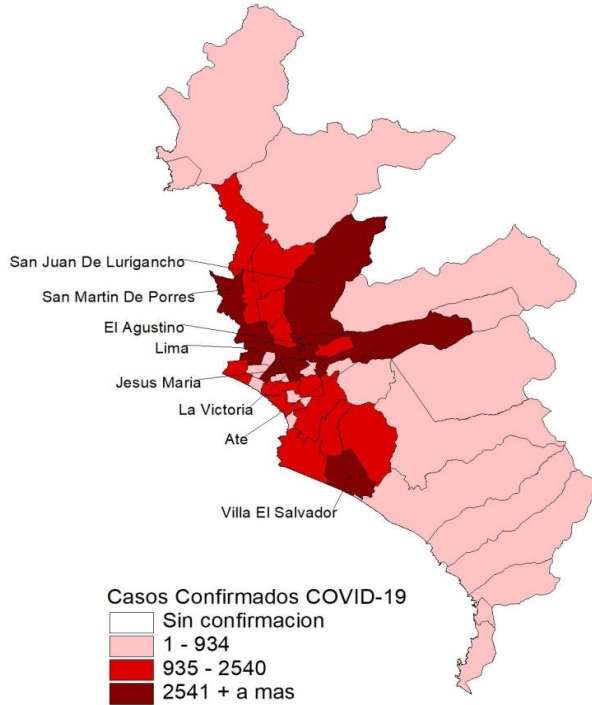 San Juan De Lurigancho
San Martin De Porres
El Agustino
Lima
Jesus Maria
La Victoria
Ate
Villa El Salvador
Casos Confirmados COVID-19
Sin confirmacion
1 - 934
935 - 2540
2541 + a mas